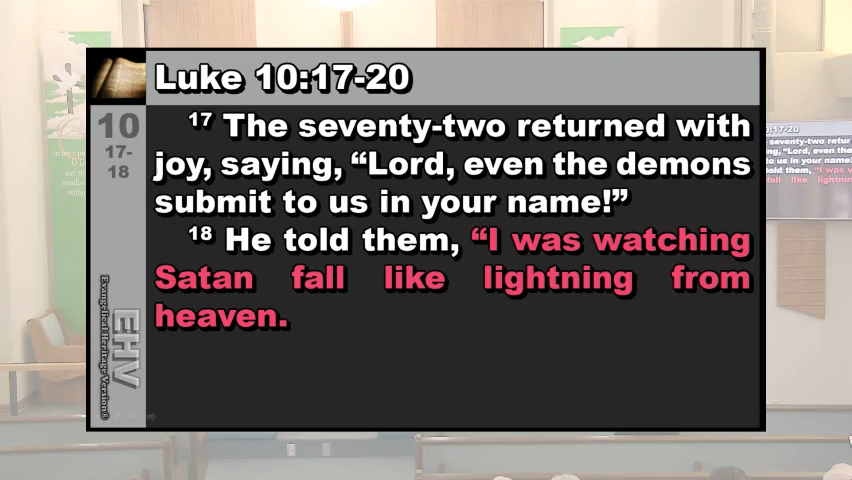 Luke 10:17-20
10
17-
18
17 The seventy-two returned with
joy, saying, “Lord, even the demons
submit to us in your name!”
18 He told them, “I was watching
Satan fall like lightning from
heaven.
EHV
Evangelical Heritage Version®